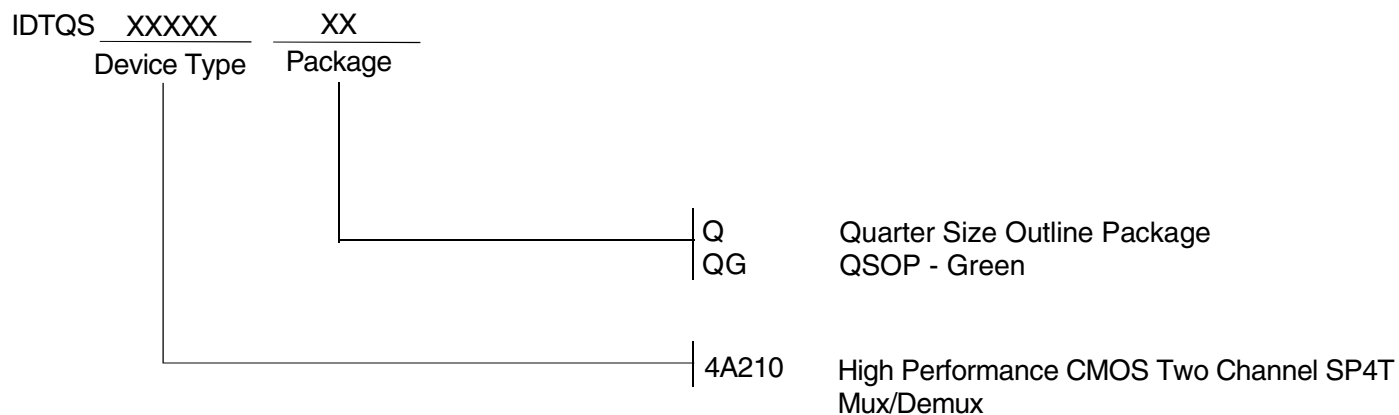 IDTQS XXXXX XX
Device Type Package
Q Quarter Size Outline Package
QG QSOP - Green
4A210 High Performance CMOS Two Channel SP4T
Mux/Demux